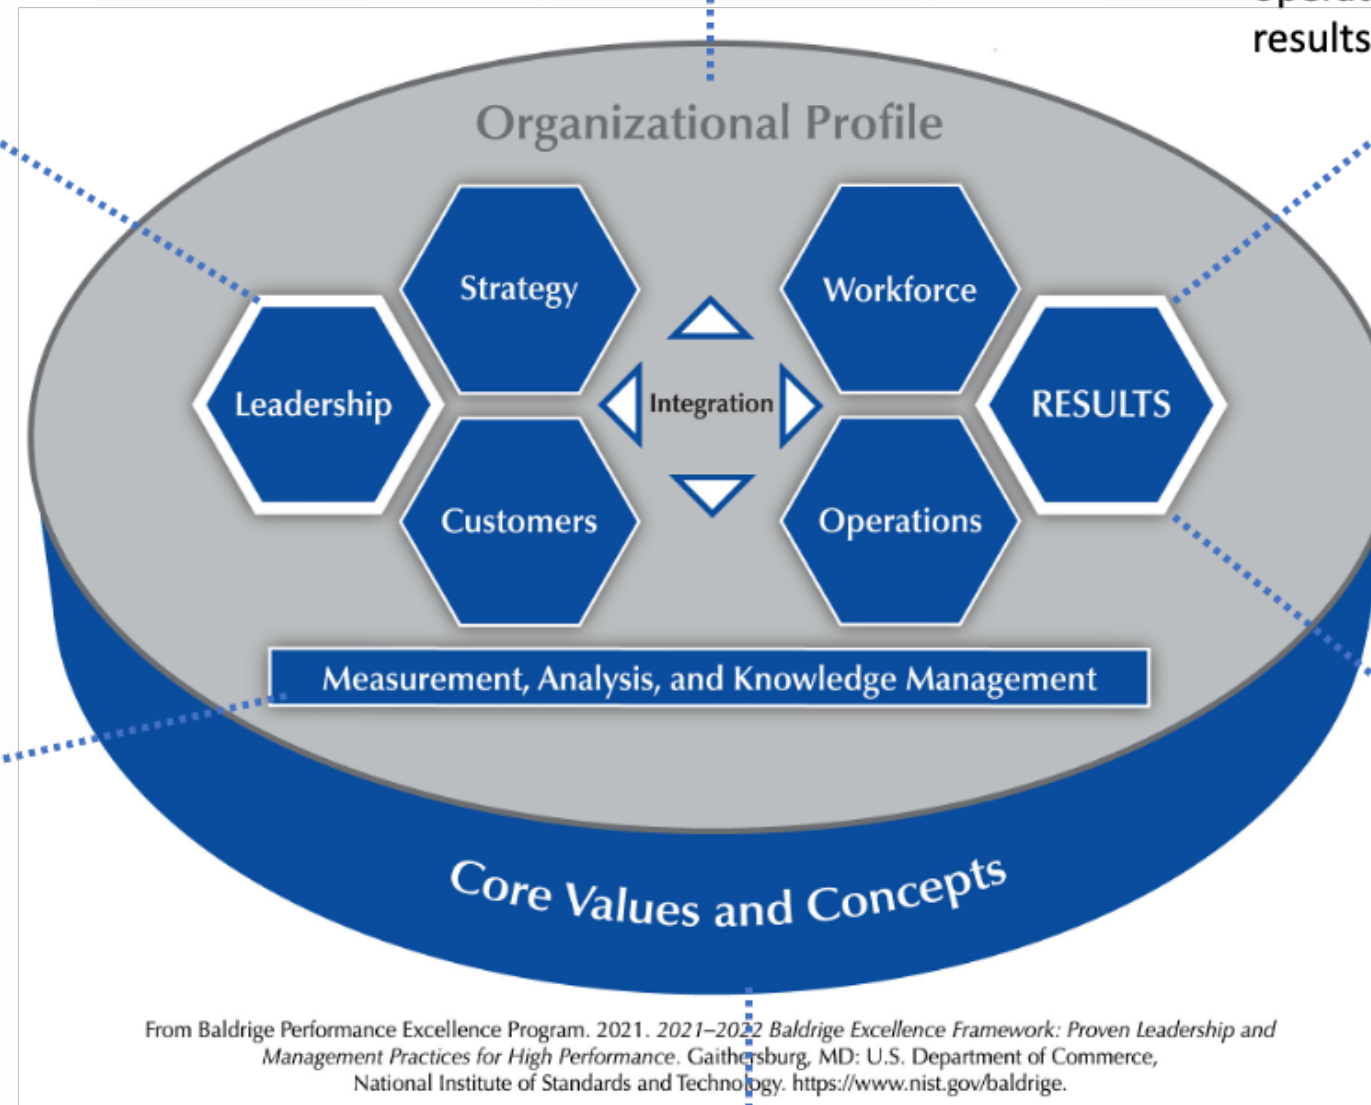 results
Organizational Profile
Strategy
Workforce
Leadership
Integration
RESULTS
Customers
Operations
Measurement, Analysis, and Knowledge Management
Core Values and Concepts
From Baldrige Performance Excellence Program. 2021. 2021–2022 Baldrige Excellence Framework: Proven Leadership and
Management Practices for High Performance. Gaithersburg, MD: U.S. Department of Commerce,
National Institute of Standards and Technology. https://www.nist.gov/baldrige.